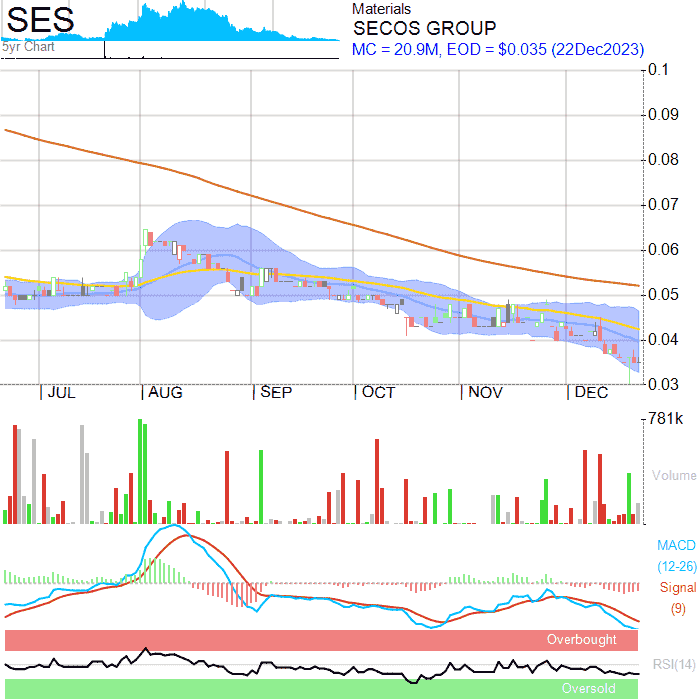 SES
Materials
SECOS GROUP
5yr Chart
MC = 20.9M, EOD = $0.035 (22Dec2023)
0.1
0.09
0.08
0.07
0.06
0.05
0.04
0.03
JUL AUG SEP OCT NOV DEC
781k
Volume
MACD
(12-26)
Signal
(9)
Overbought
RSI(14)
Oversold